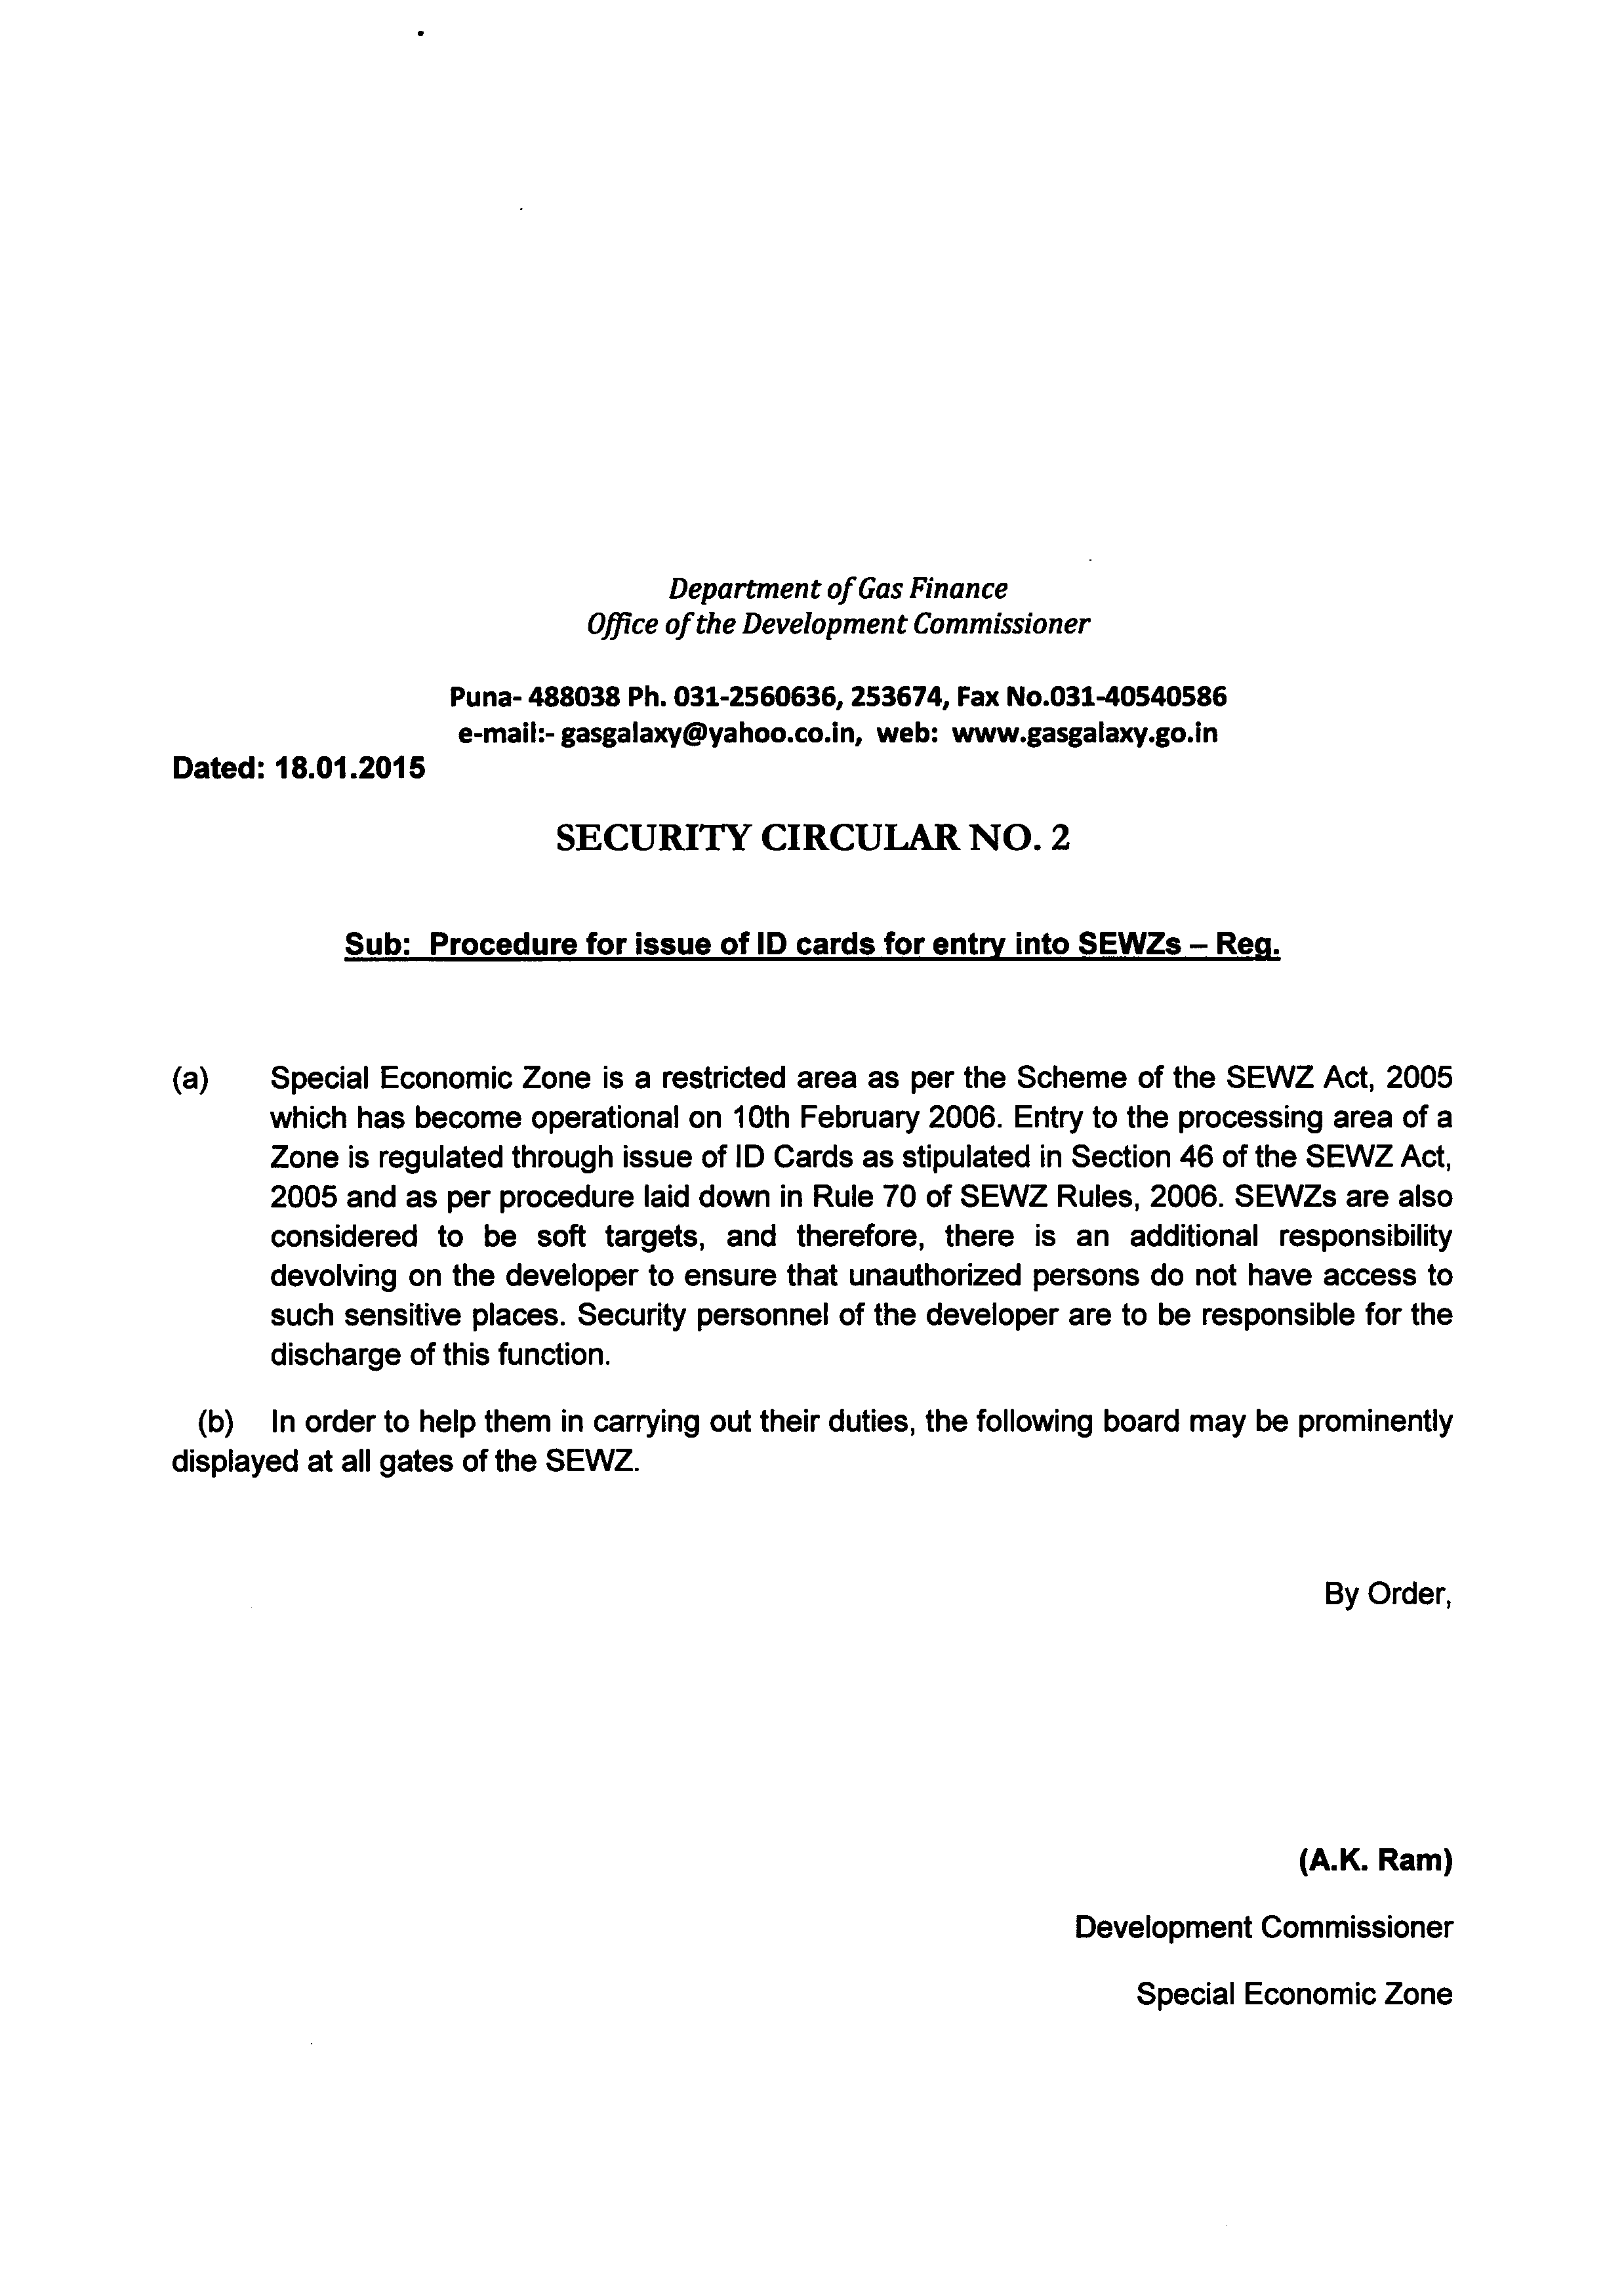 Department of Gas Finance
Office of the Development Commissioner
Puna- 488038 Ph. 031-2560636, 253674, Fax No.031-40540586
e-mail:- gasgalaxy@yahoo.co.in, web: www.gasgalaxy.go.in
Dated: 18.01.2015
SECURITY CIRCULAR NO. 2
Sub: Procedure for issue of ID cards for entry into SEWZs – Reg.
(a) Special Economic Zone is a restricted area as per the Scheme of the SEWZ Act, 2005
which has become operational on 10th February 2006. Entry to the processing area of a
Zone is regulated through issue of ID Cards as stipulated in Section 46 of the SEWZ Act,
2005 and as per procedure laid down in Rule 70 of SEWZ Rules, 2006. SEWZs are also
considered to be soft targets, and therefore, there is an additional responsibility
devolving on the developer to ensure that unauthorized persons do not have access to
such sensitive places. Security personnel of the developer are to be responsible for the
discharge of this function.
(b) In order to help them in carrying out their duties, the following board may be prominently
displayed at all gates of the SEWZ.
By Order,
(A.K. Ram)
Development Commissioner
Special Economic Zone